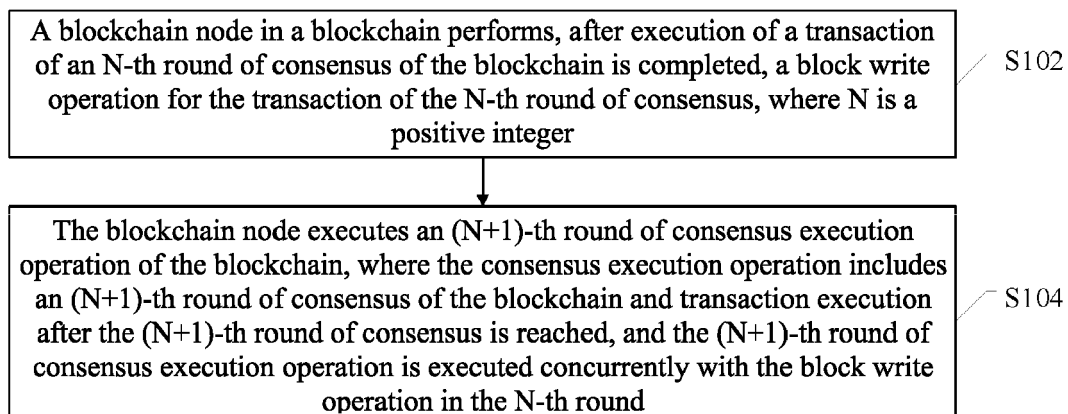 A blockchain node in a blockchain performs, after execution of a transaction
of an N-th round of consensus of the blockchain is completed, a block write
operation for the transaction of the N-th round of consensus, where N is a
positive integer
S102
The blockchain node executes an (N+1)-th round of consensus execution
operation of the blockchain, where the consensus execution operation includes
an (N+1)-th round of consensus of the blockchain and transaction execution
after the (N+1)-th round of consensus is reached, and the (N+1)-th round of
consensus execution operation is executed concurrently with the block write
operation in the N-th round
S104